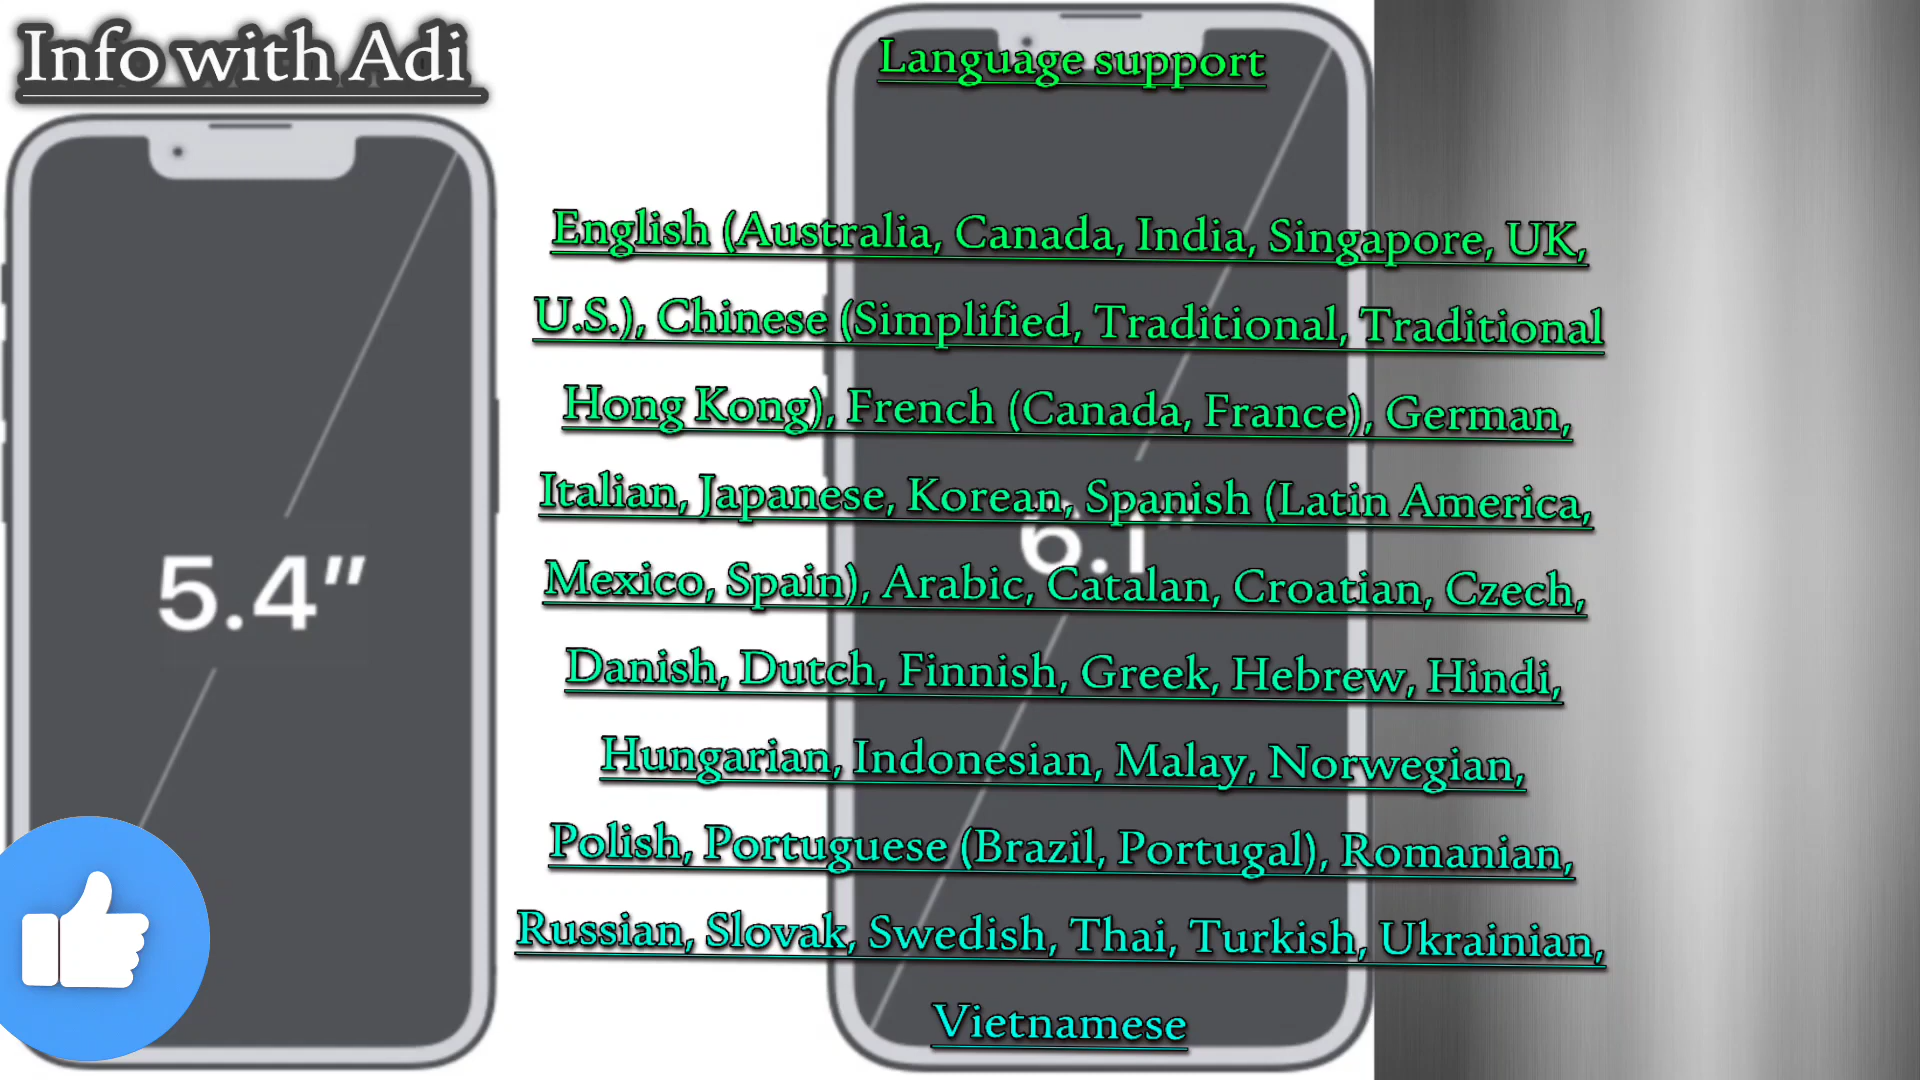 Info with Adi
Language support
English (Australia, Canada, India, Singapore, UK,
U.S.), Chinese (Simplified, Traditional, Traditional
Hong Kong), French (Canada, France), German,
Italian, Japanese, Korean, Spanish (Latin America,
Mexico, Spain), Arabic, Catalan, Croatian, Czech,
Danish, Dutch, Finnish, Greek, Hebrew, Hindi,
Hungarian, Indonesian, Malay, Norwegian,
Polish, Portuguese (Brazil, Portugal), Romanian,
Russian, Slovak, Swedish, Thai, Turkish, Ukrainian,
Vietnamese
5.4″
6.1″